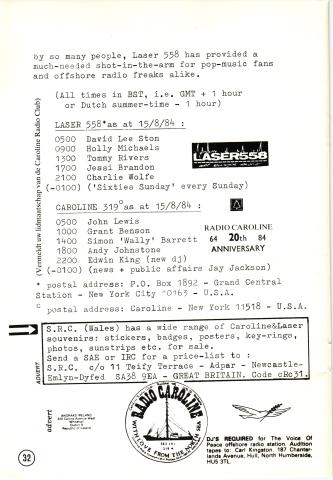 by so many people, Laser 558 has provided a
much-needed shot-in-the-arm for pop-music fans
and offshore radio freaks alike.
(All times in BST, i.e. GMT + 1 hour
or Dutch summer-time - 1 hour)
LASER 558*as at 15/8/84 :
0500 David Lee Ston
0900 Holly Michaels
1300 Tommy Rivers
1700 Jessi Brandon
2100 Charlie Wolfe
(-0100) ('Sixties Sunday' every Sunday)
LASER558
CAROLINE 319°as at 15/8/84 :
0500 John Lewis
1000 Grant Benson
1400 Simon 'Wally' Barrett
1800 Andy Johnstone
2200 Edwin King (new dj)
(-0100) (news + public affairs Jay Jackson)
RADIO CAROLINE
64 20th 84
ANNIVERSARY
(Vermeldt uw lidmaatschap van de Caroline Radio Club)
* postal address: P.O. Box 1892 - Grand Central
Station - New York City 10163 - U.S.A.
c postal address: Caroline - New York 11518 - U.S.A.
ADVERT
S.R.C. (Wales) has a wide range of Caroline&Laser
souvenirs: stickers, badges, posters, key-rings,
photos, sunstrips etc. for sale.
Send a SAE or IRC for a price-list to :
S.R.C. c/o 11 Teify Terrace - Adpar - Newcastle-
Emlyn-Dyfed SA38 9EA - GREAT BRITAIN. Code cRc31.
advert
RADIO CAROLINE
WITH LOVE FROM THE NORTH SEA
DJ'S REQUIRED for The Voice Of
Peace offshore radio station. Audition
tapes to: Carl Kingston, 187 Chanter-
lands Avenue, Hull, North Humberside,
HU5 3TL.
32